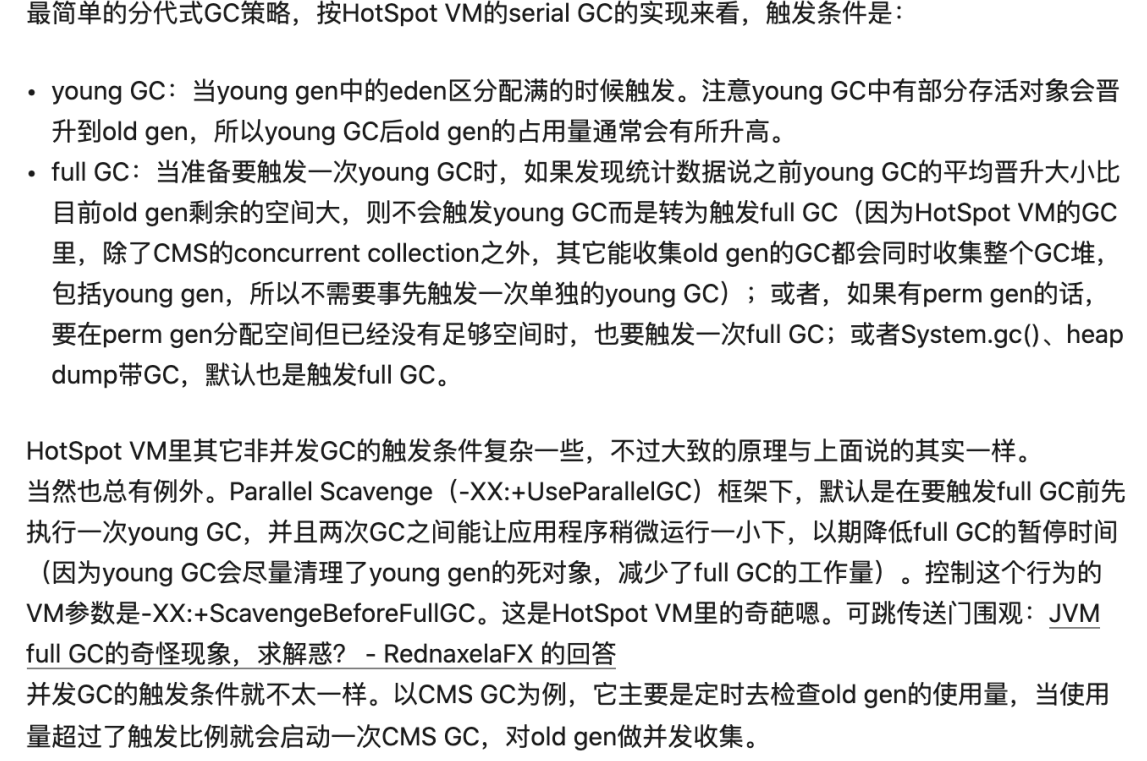 最简单的分代式GC策略，按HotSpot VM的serial GC的实现来看，触发条件是：
• young GC：当young gen中的eden区分配满的时候触发。注意young GC中有部分存活对象会晋
升到old gen，所以young GC后old gen的占用量通常会有所升高。
• full GC：当准备要触发一次young GC时，如果发现统计数据说之前young GC的平均晋升大小比
目前old gen剩余的空间大，则不会触发young GC而是转为触发full GC（因为HotSpot VM的GC
里，除了CMS的concurrent collection之外，其它能收集old gen的GC都会同时收集整个GC堆，
包括young gen，所以不需要事先触发一次单独的young GC）；或者，如果有perm gen的话，
要在perm gen分配空间但已经没有足够空间时，也要触发一次full GC；或者System.gc()、heap
dump带GC，默认也是触发full GC。
HotSpot VM里其它非并发GC的触发条件复杂一些，不过大致的原理与上面说的其实一样。
当然也总有例外。Parallel Scavenge（-XX:+UseParallelGC）框架下，默认是在要触发full GC前先
执行一次young GC，并且两次GC之间能让应用程序稍微运行一小下，以期降低full GC的暂停时间
（因为young GC会尽量清理了young gen的死对象，减少了full GC的工作量）。控制这个行为的
VM参数是-XX:+ScavengeBeforeFullGC。这是HotSpot VM里的奇葩嗯。可跳传送门围观：JVM
full GC的奇怪现象，求解惑？ - RednaxelaFX 的回答
并发GC的触发条件就不太一样。以CMS GC为例，它主要是定时去检查old gen的使用量，当使用
量超过了触发比例就会启动一次CMS GC，对old gen做并发收集。